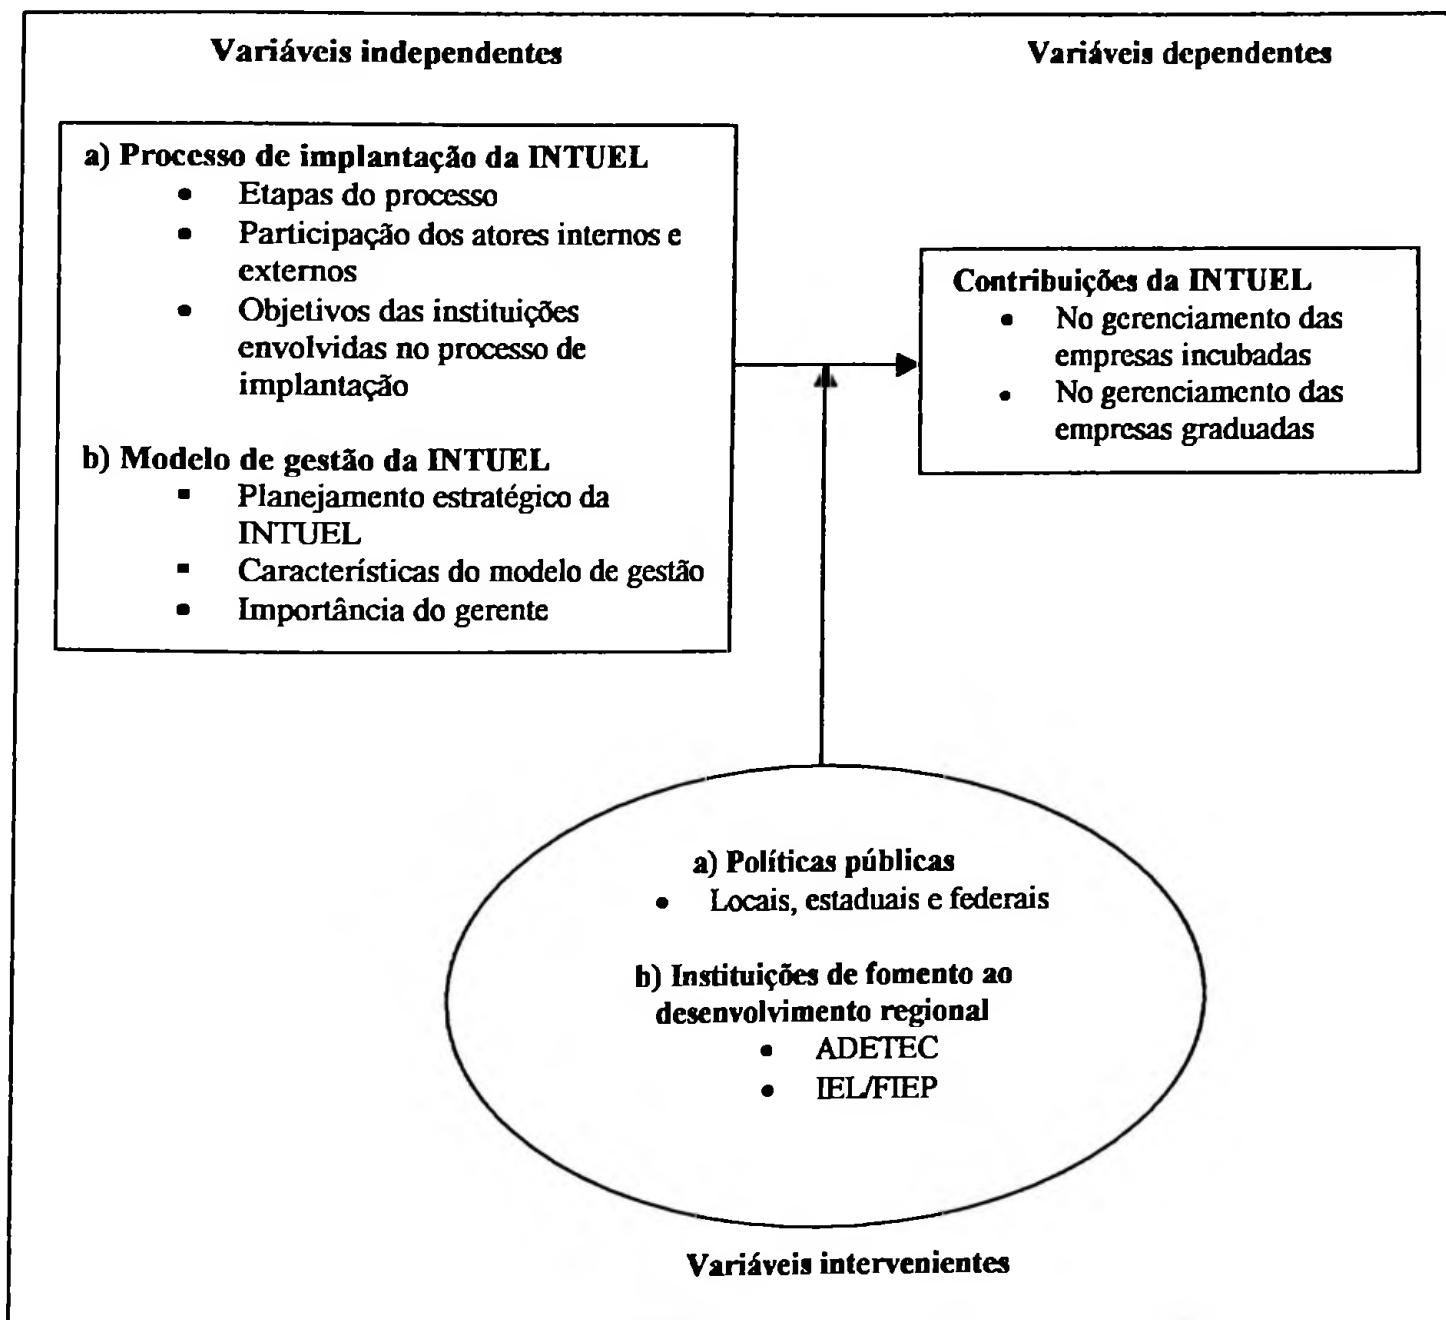 Variáveis independentes
Variáveis dependentes
a) Processo de implantação da INTUEL
• Etapas do processo
• Participação dos atores internos e
externos
• Objetivos das instituições
envolvidas no processo de
implantação
b) Modelo de gestão da INTUEL
▪ Planejamento estratégico da
INTUEL
▪ Características do modelo de gestão
• Importância do gerente
Contribuições da INTUEL
• No gerenciamento das
empresas incubadas
• No gerenciamento das
empresas graduadas
a) Políticas públicas
• Locais, estaduais e federais
b) Instituições de fomento ao
desenvolvimento regional
• ADETEC
• IEL/FIEP
Variáveis intervenientes